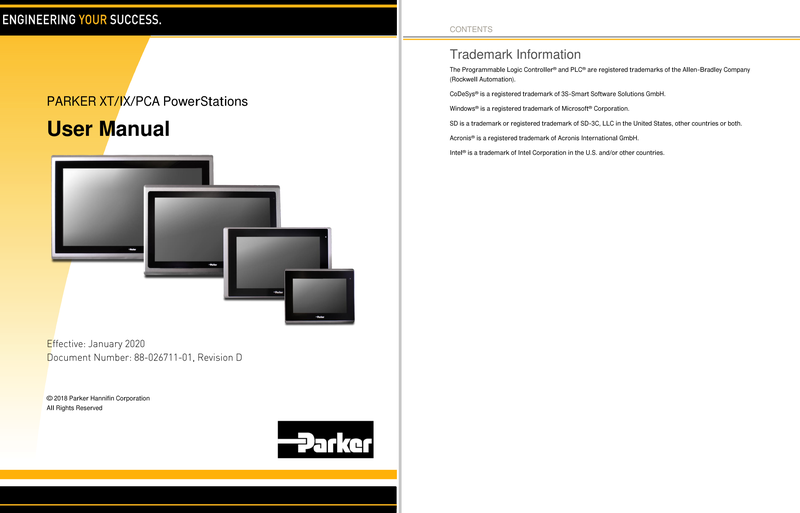 ENGINEERING YOUR SUCCESS.
PARKER XT/IX/PCA PowerStations
User Manual
Parker
Parker
Parker
Parker
Effective: January 2020
Document Number: 88-026711-01, Revision D
© 2018 Parker Hannifin Corporation
All Rights Reserved
Parker
CONTENTS
Trademark Information
The Programmable Logic Controller® and PLC® are registered trademarks of the Allen-Bradley Company
(Rockwell Automation).
CoDeSys® is a registered trademark of 3S-Smart Software Solutions GmbH.
Windows® is a registered trademark of Microsoft® Corporation.
SD is a trademark or registered trademark of SD-3C, LLC in the United States, other countries or both.
Acronis® is a registered trademark of Acronis International GmbH.
Intel® is a trademark of Intel Corporation in the U.S. and/or other countries.